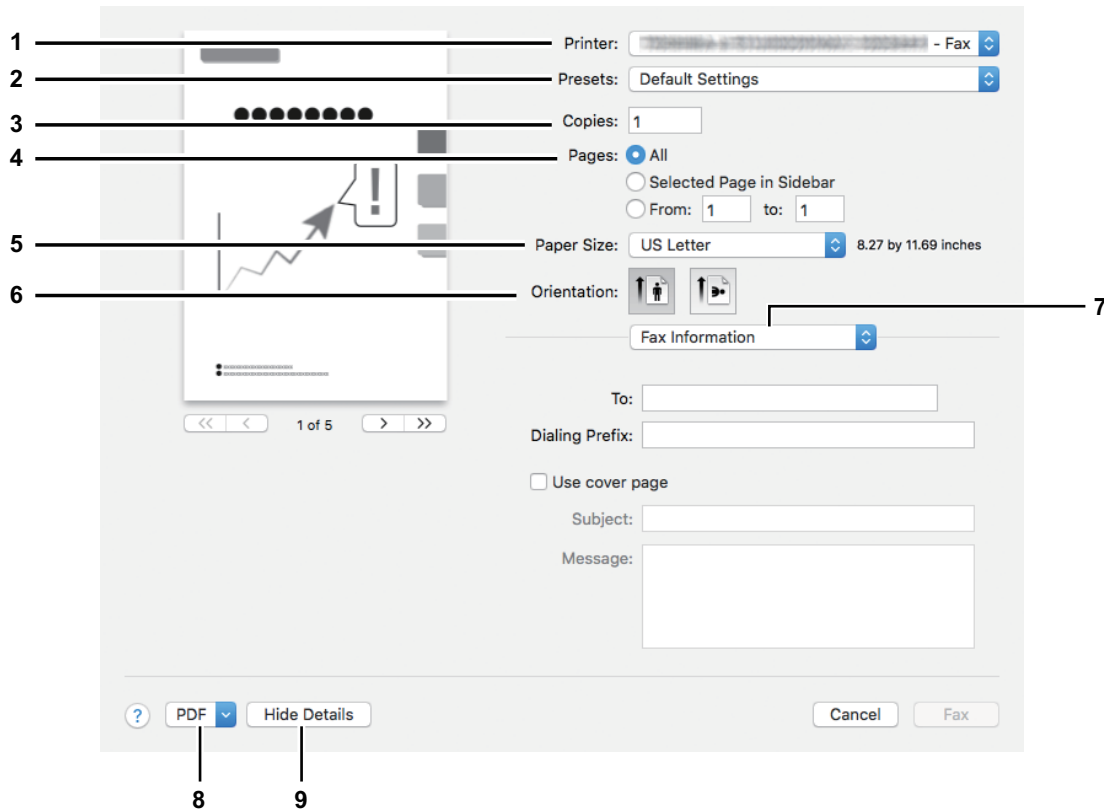 1
Printer: - Fax
2
Presets: Default Settings
3
Copies: 1
4
Pages: All
Selected Page in Sidebar
From: 1 to: 1
5
Paper Size: US Letter 8.27 by 11.69 inches
6
Orientation:
7
Fax Information
To:
1 of 5
Dialing Prefix:
Use cover page
Subject:
Message:
? PDF Hide Details Cancel Fax
8 9